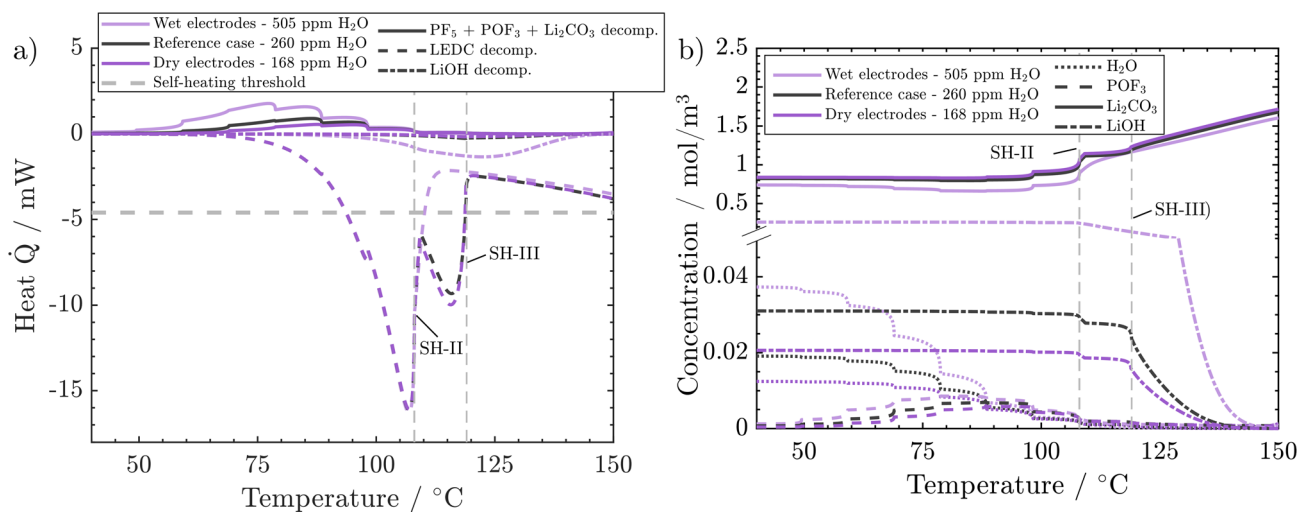 a)
Wet electrodes - 505 ppm H₂O
Reference case - 260 ppm H₂O
Dry electrodes - 168 ppm H₂O
Self-heating threshold
PF₅ + POF₃ + Li₂CO₃ decomp.
LEDC decomp.
LiOH decomp.
5
0
-5
-10
-15
Heat Q̇ / mW
SH-III
SH-II
50
75
100
125
150
Temperature / °C
b)
Wet electrodes - 505 ppm H₂O
Reference case - 260 ppm H₂O
Dry electrodes - 168 ppm H₂O
H₂O
POF₃
Li₂CO₃
LiOH
2.5
2
1.5
1
0.5
0.04
0.02
0
Concentration / mol/m³
SH-II
SH-III)
50
75
100
125
150
Temperature / °C